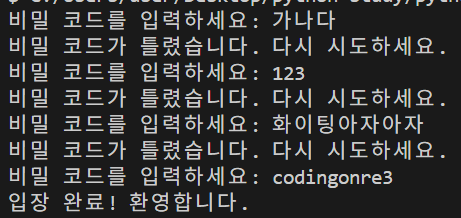 비밀 코드를 입력하세요: 가나다
비밀 코드가 틀렸습니다. 다시 시도하세요.
비밀 코드를 입력하세요: 123
비밀 코드가 틀렸습니다. 다시 시도하세요.
비밀 코드를 입력하세요: 화이팅아자아자
비밀 코드가 틀렸습니다. 다시 시도하세요.
비밀 코드를 입력하세요: codingonre3
입장 완료! 환영합니다.